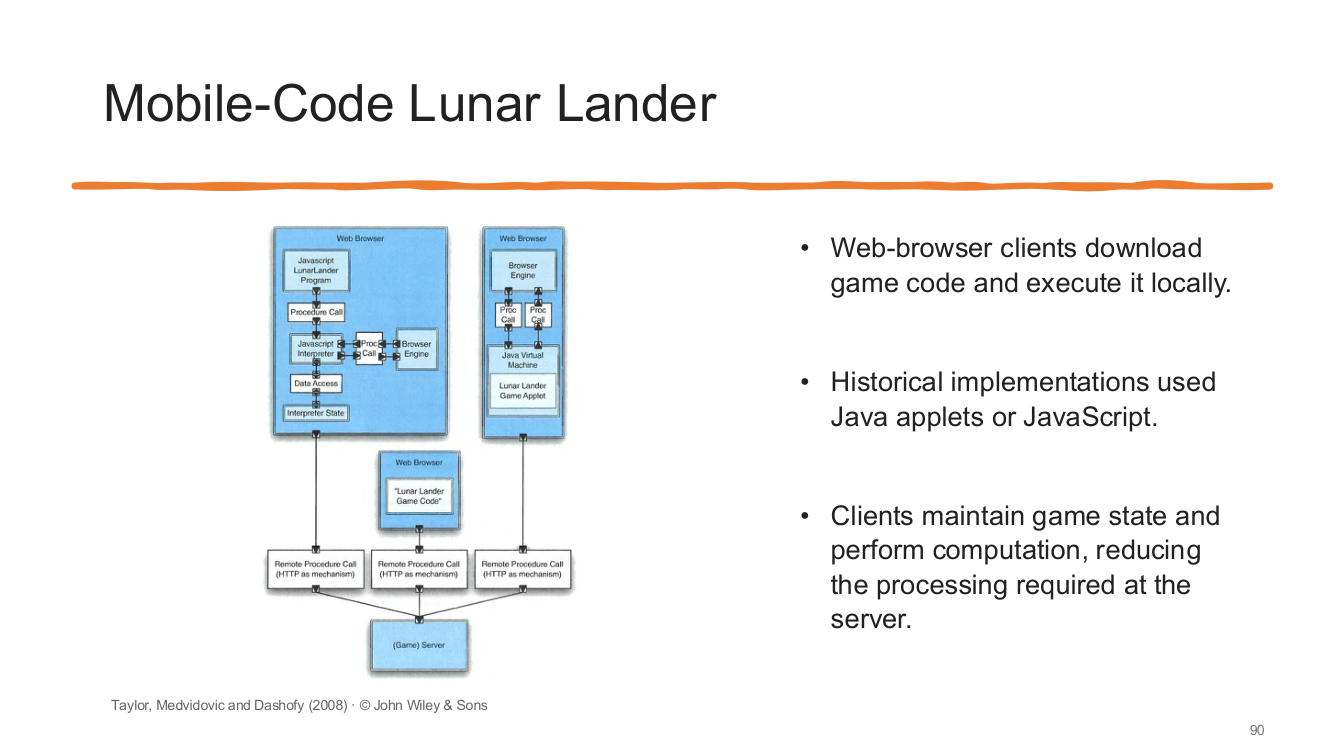 Mobile-Code Lunar Lander
Web Browser
Javascript
LunarLander
Program
Procedure Call
Javascript
Interpreter
Proc
Call
Browser
Engine
Data Access
Interpreter State
Web Browser
Browser
Engine
Proc
Call
Proc
Call
Java Virtual
Machine
Lunar Lander
Game Applet
Web Browser
"Lunar Lander
Game Code"
Remote Procedure Call
(HTTP as mechanism)
Remote Procedure Call
(HTTP as mechanism)
Remote Procedure Call
(HTTP as mechanism)
(Game) Server
• Web-browser clients download
game code and execute it locally.
• Historical implementations used
Java applets or JavaScript.
• Clients maintain game state and
perform computation, reducing
the processing required at the
server.
Taylor, Medvidovic and Dashofy (2008) · © John Wiley & Sons
90